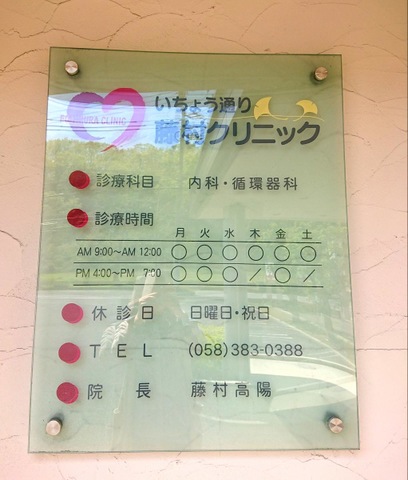 FUJIMURA CLINIC
いちょう通り
藤村クリニック
診療科目 内科・循環器科
診療時間
月 火 水 木 金 土
AM 9:00〜AM 12:00 ○ ○ ○ ○ ○ ○
PM 4:00〜PM 7:00 ○ ○ ○ ／ ○ ／
休診日 日曜日・祝日
TEL (058)383-0388
院長 藤村高陽